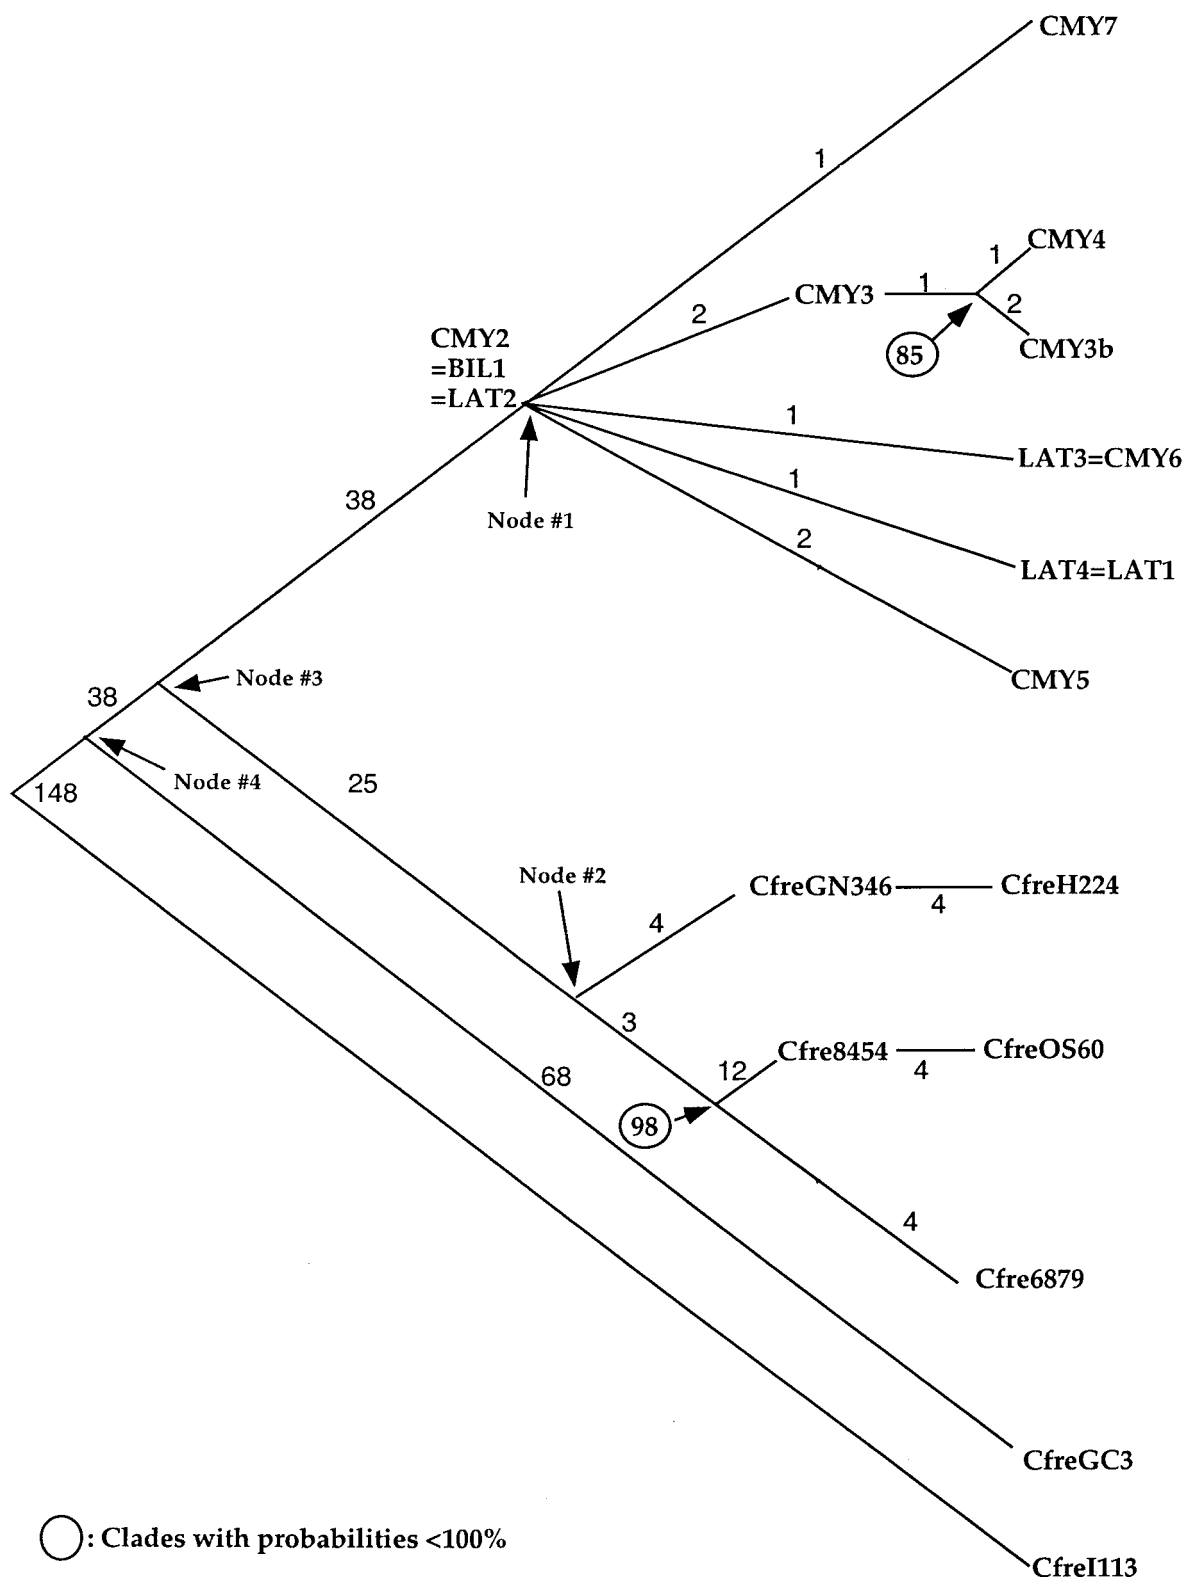 CMY7
1
CMY4
1
CMY3
1
2
CMY3b
85
2
CMY2
=BIL1
=LAT2
1
LAT3=CMY6
1
LAT4=LAT1
2
CMY5
Node #1
38
Node #3
38
Node #4
148
25
Node #2
4
CfreGN346
4
CfreH224
3
12
Cfre8454
4
CfreOS60
98
68
4
Cfre6879
CfreGC3
: Clades with probabilities <100%
CfreI113